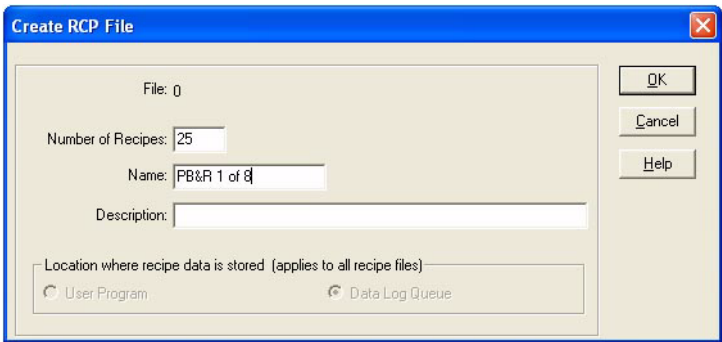 Create RCP File
File: 0
OK
Number of Recipes: 25
Cancel
Name: PB&R 1 of 8
Help
Description:
Location where recipe data is stored (applies to all recipe files)
User Program Data Log Queue